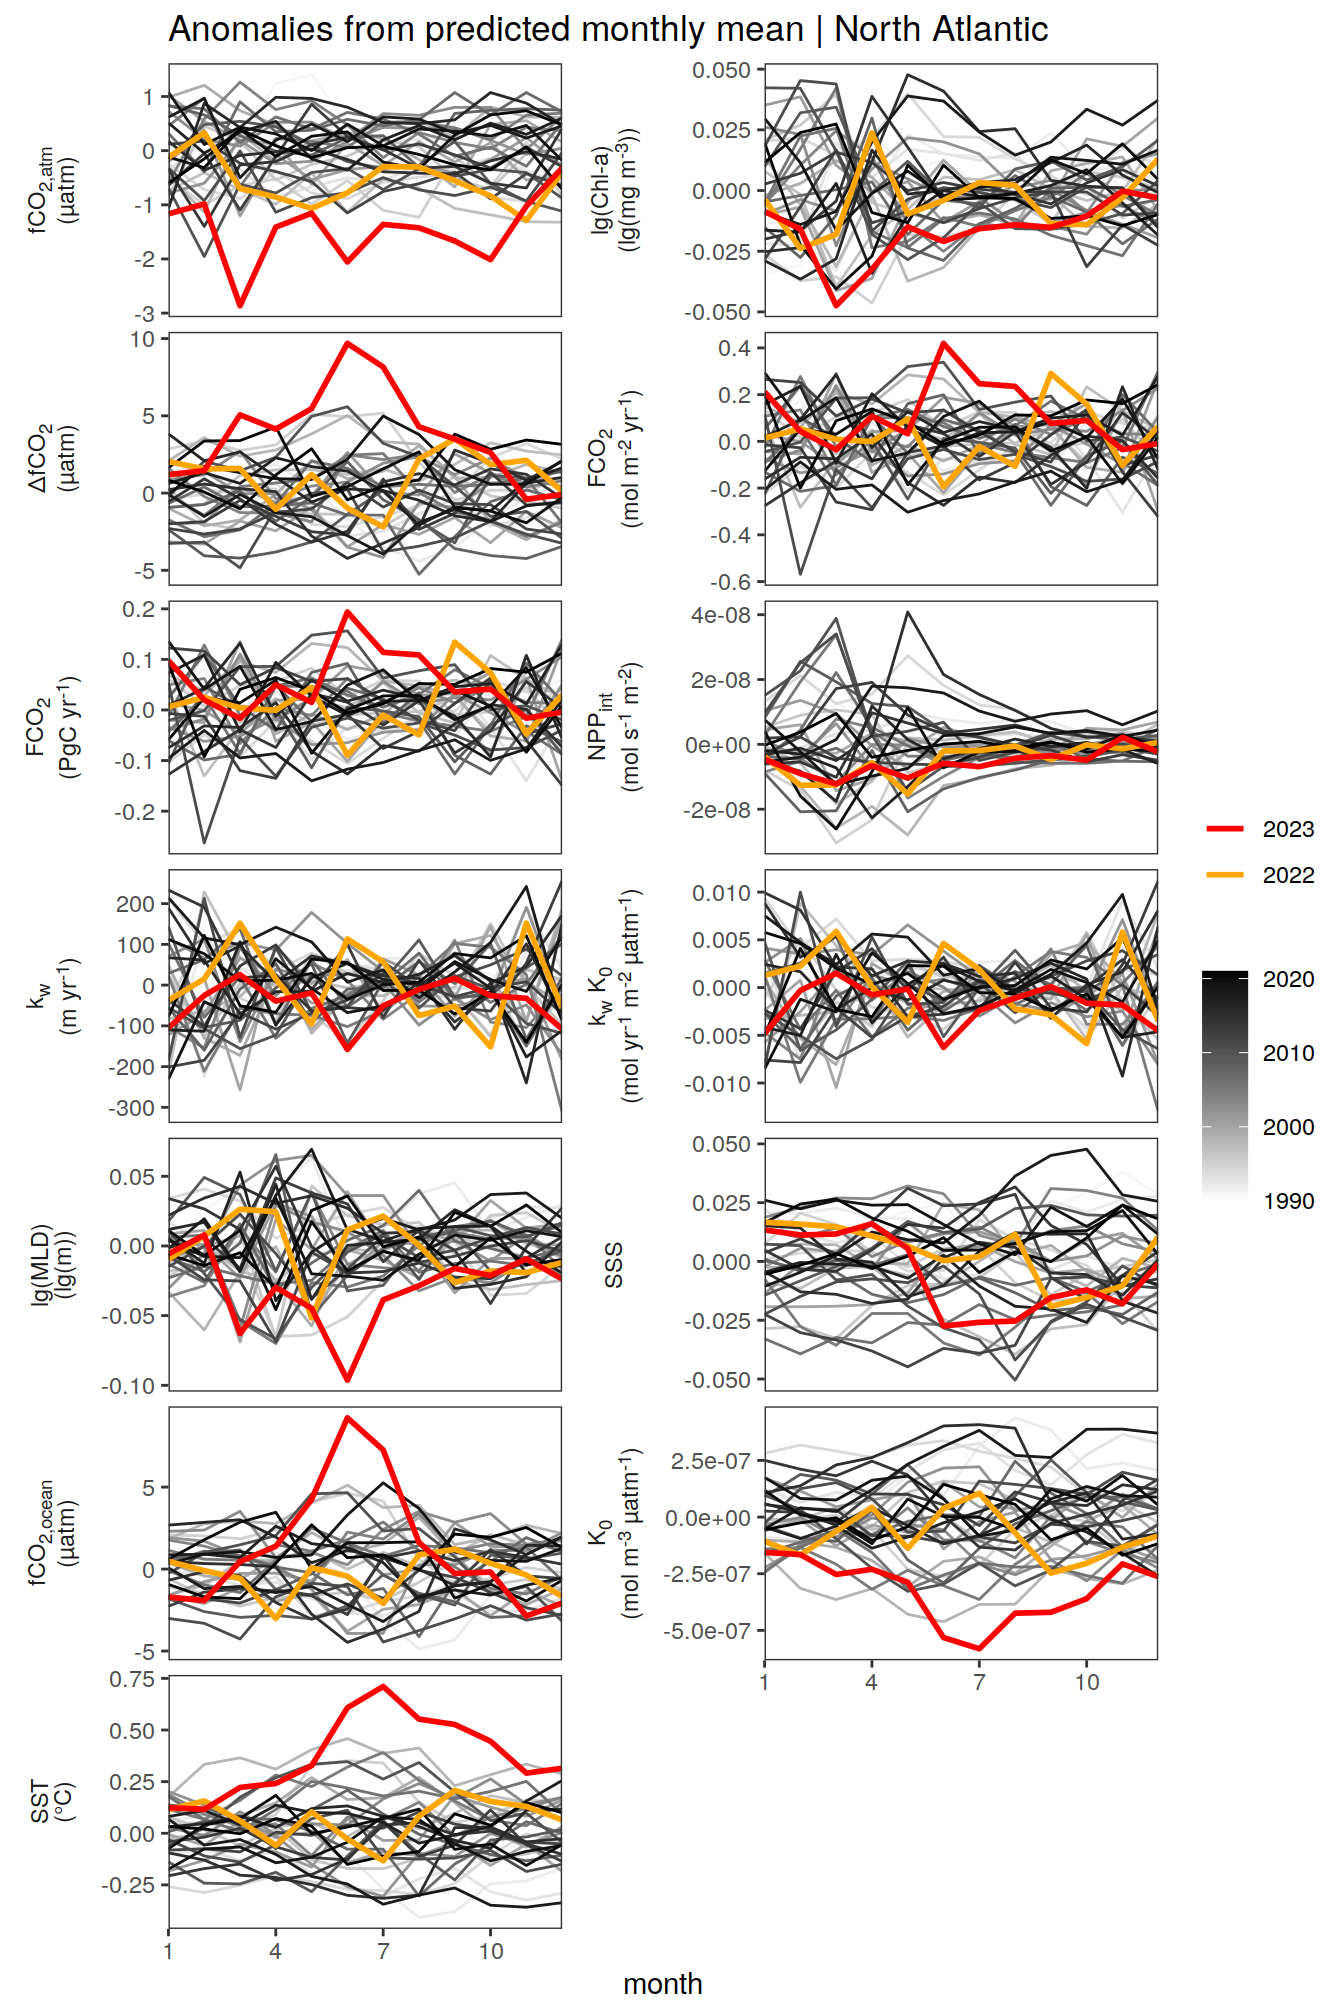 Anomalies from predicted monthly mean | North Atlantic
fCO2,atm
(µatm)
1
0
-1
-2
-3
lg(Chl-a)
(lg(mg m-3))
0.050
0.025
0.000
-0.025
-0.050
ΔfCO2
(µatm)
10
5
0
-5
FCO2
(mol m-2 yr-1)
0.4
0.2
0.0
-0.2
-0.4
-0.6
FCO2
(PgC yr-1)
0.2
0.1
0.0
-0.1
-0.2
NPPint
(mol s-1 m-2)
4e-08
2e-08
0e+00
-2e-08
kw
(m yr-1)
200
100
0
-100
-200
-300
kw K0
(mol yr-1 m-2 µatm-1)
0.010
0.005
0.000
-0.005
-0.010
lg(MLD)
(lg(m))
0.05
0.00
-0.05
-0.10
SSS
0.050
0.025
0.000
-0.025
-0.050
fCO2,ocean
(µatm)
5
0
-5
K0
(mol m-3 µatm-1)
2.5e-07
0.0e+00
-2.5e-07
-5.0e-07
1 4 7 10
SST
(°C)
0.75
0.50
0.25
0.00
-0.25
1 4 7 10
month
2023
2022
2020
2010
2000
1990